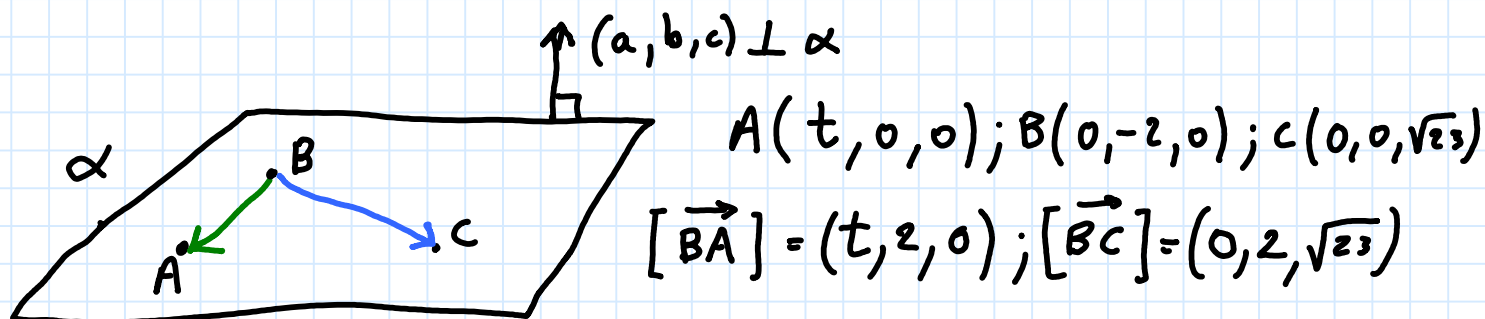 (a,b,c) ⊥ α
A(t,0,0); B(0,-2,0); C(0,0,√23)
α
B
[BA→] = (t,2,0); [BC→] = (0,2,√23)
C
A